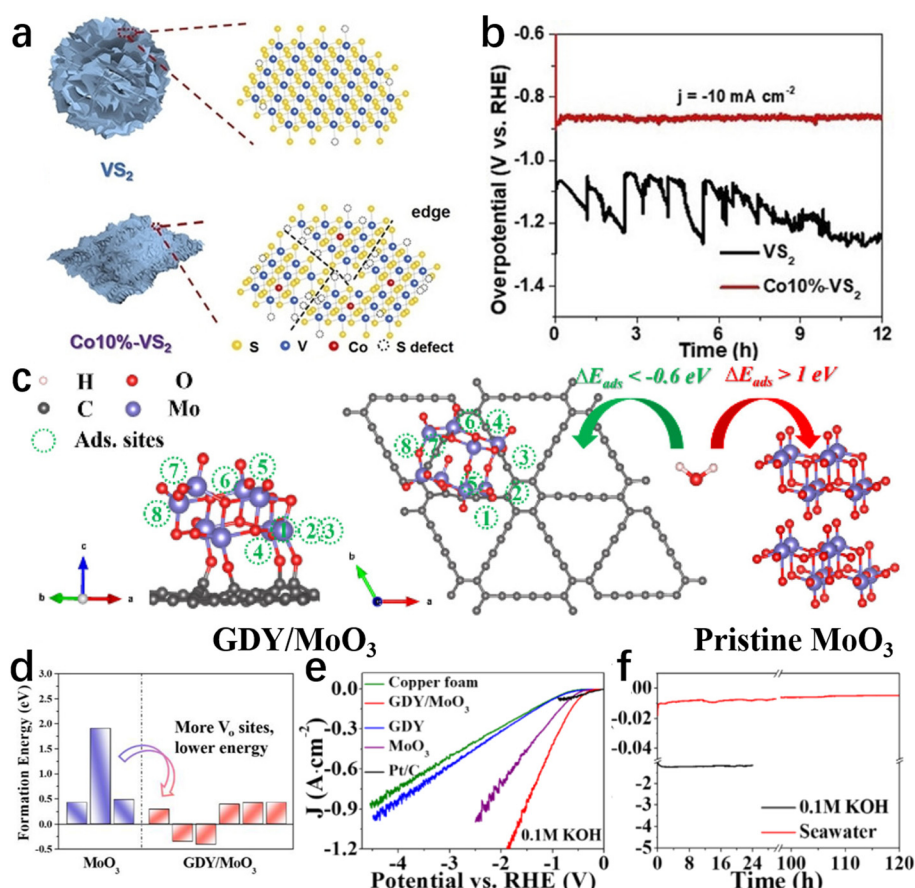 a
VS₂
edge
Co10%-VS₂
S V Co S defect
b
Overpotential (V vs. RHE)
-0.6
-0.8
-1.0
-1.2
-1.4
j = -10 mA cm⁻²
VS₂
Co10%-VS₂
0 3 6 9 12
Time (h)
c
H O
C Mo
Ads. sites
7 5
6
8
1 2 3
4
c
b a
6 4
8 7
3
5 2
1
b
a
ΔE_ads < -0.6 eV
ΔE_ads > 1 eV
GDY/MoO₃
Pristine MoO₃
d
Formation Energy (eV)
3.0
2.5
2.0
1.5
1.0
0.5
0.0
-0.5
More Vₒ sites,
lower energy
MoO₃ GDY/MoO₃
e
J (A·cm⁻²)
0.0
-0.3
-0.6
-0.9
-1.2
Copper foam
GDY/MoO₃
GDY
MoO₃
Pt/C
0.1M KOH
-4 -3 -2 -1 0
Potential vs. RHE (V)
f
0.00
-0.02
-0.04
-2
-3
-4
-5
0.1M KOH
Seawater
0 8 16 24 100 110 120
Time (h)